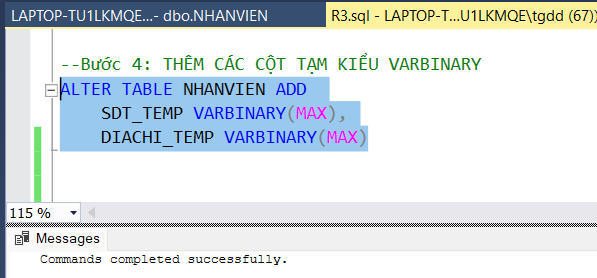 LAPTOP-TU1LKMQE...- dbo.NHANVIEN
R3.sql - LAPTOP-T...U1LKMQE\tgdd (67))
--Bước 4: THÊM CÁC CỘT TẠM KIỂU VARBINARY
ALTER TABLE NHANVIEN ADD
SDT_TEMP VARBINARY(MAX),
DIACHI_TEMP VARBINARY(MAX)
115 %
Messages
Commands completed successfully.